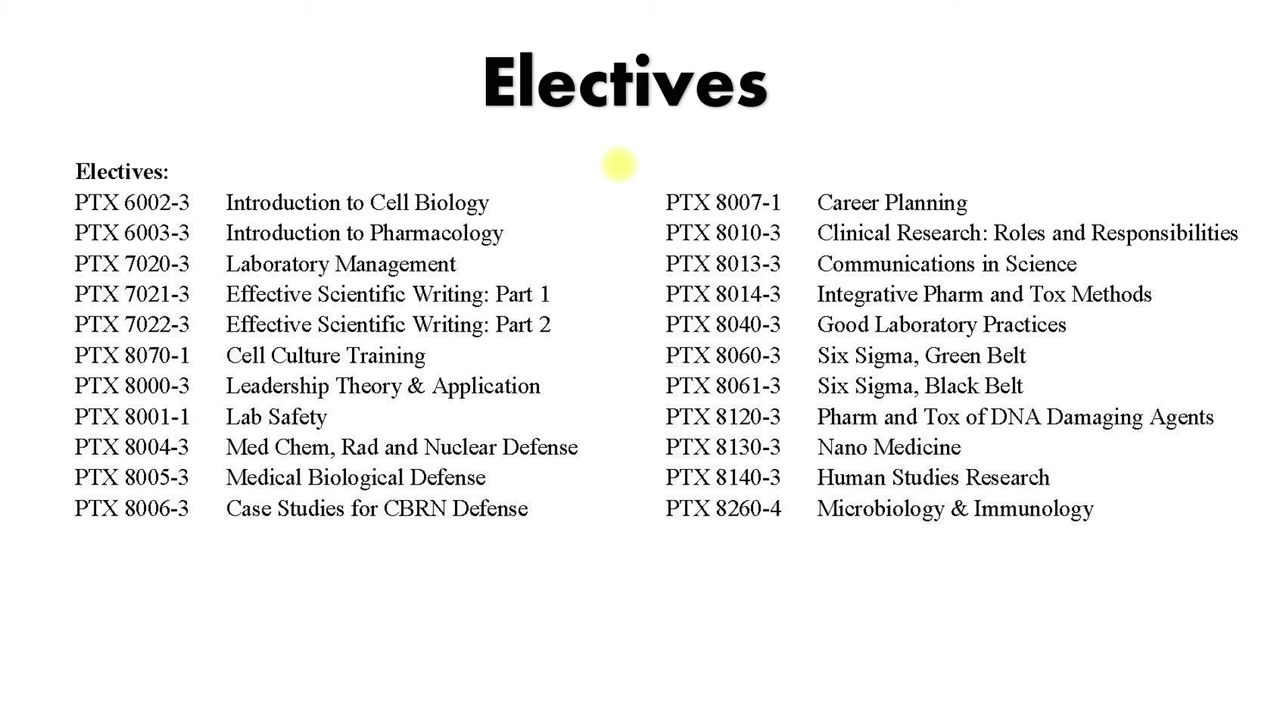 Electives
Electives:
PTX 6002-3 Introduction to Cell Biology
PTX 6003-3 Introduction to Pharmacology
PTX 7020-3 Laboratory Management
PTX 7021-3 Effective Scientific Writing: Part 1
PTX 7022-3 Effective Scientific Writing: Part 2
PTX 8070-1 Cell Culture Training
PTX 8000-3 Leadership Theory & Application
PTX 8001-1 Lab Safety
PTX 8004-3 Med Chem, Rad and Nuclear Defense
PTX 8005-3 Medical Biological Defense
PTX 8006-3 Case Studies for CBRN Defense
PTX 8007-1 Career Planning
PTX 8010-3 Clinical Research: Roles and Responsibilities
PTX 8013-3 Communications in Science
PTX 8014-3 Integrative Pharm and Tox Methods
PTX 8040-3 Good Laboratory Practices
PTX 8060-3 Six Sigma, Green Belt
PTX 8061-3 Six Sigma, Black Belt
PTX 8120-3 Pharm and Tox of DNA Damaging Agents
PTX 8130-3 Nano Medicine
PTX 8140-3 Human Studies Research
PTX 8260-4 Microbiology & Immunology